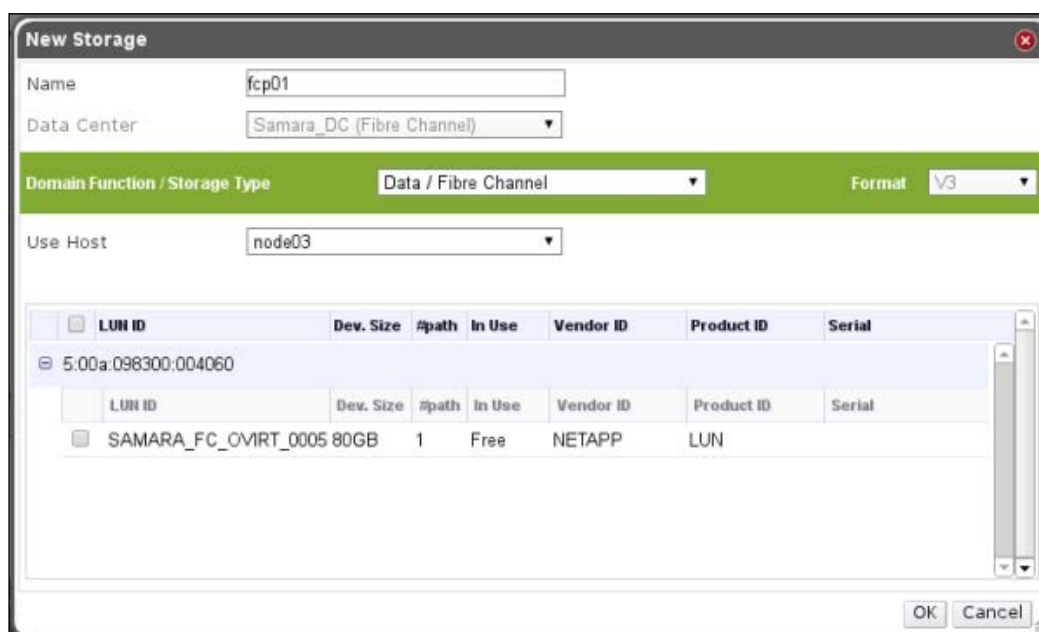 New Storage
Name fcp01
Data Center Samara_DC (Fibre Channel)
Domain Function / Storage Type Data / Fibre Channel Format V3
Use Host node03
LUN ID Dev. Size #path In Use Vendor ID Product ID Serial
5:00a:098300:004060
LUN ID Dev. Size #path In Use Vendor ID Product ID Serial
SAMARA_FC_OVIRT_0005 80GB 1 Free NETAPP LUN
OK Cancel